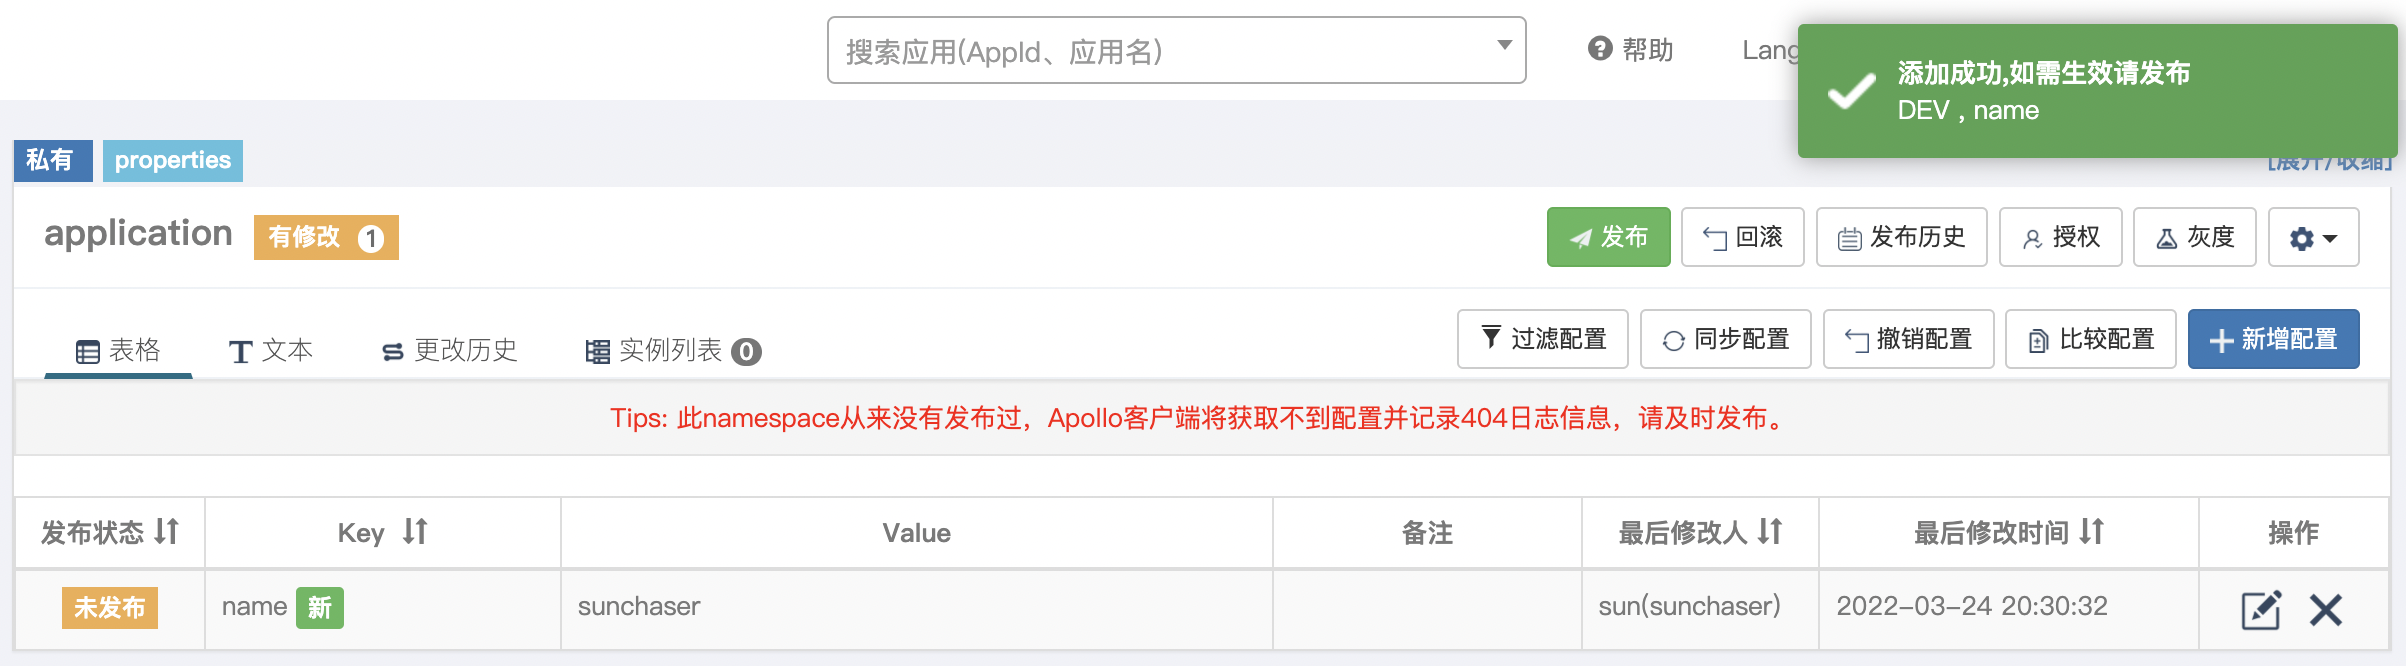 搜索应用(AppId、应用名)
帮助
Lang
添加成功,如需生效请发布
DEV , name
私有
properties
[展开/收缩]
application
有修改 1
发布
回滚
发布历史
授权
灰度
表格
文本
更改历史
实例列表 0
过滤配置
同步配置
撤销配置
比较配置
新增配置
Tips: 此namespace从来没有发布过，Apollo客户端将获取不到配置并记录404日志信息，请及时发布。
发布状态
Key
Value
备注
最后修改人
最后修改时间
操作
未发布
name 新
sunchaser
sun(sunchaser)
2022-03-24 20:30:32